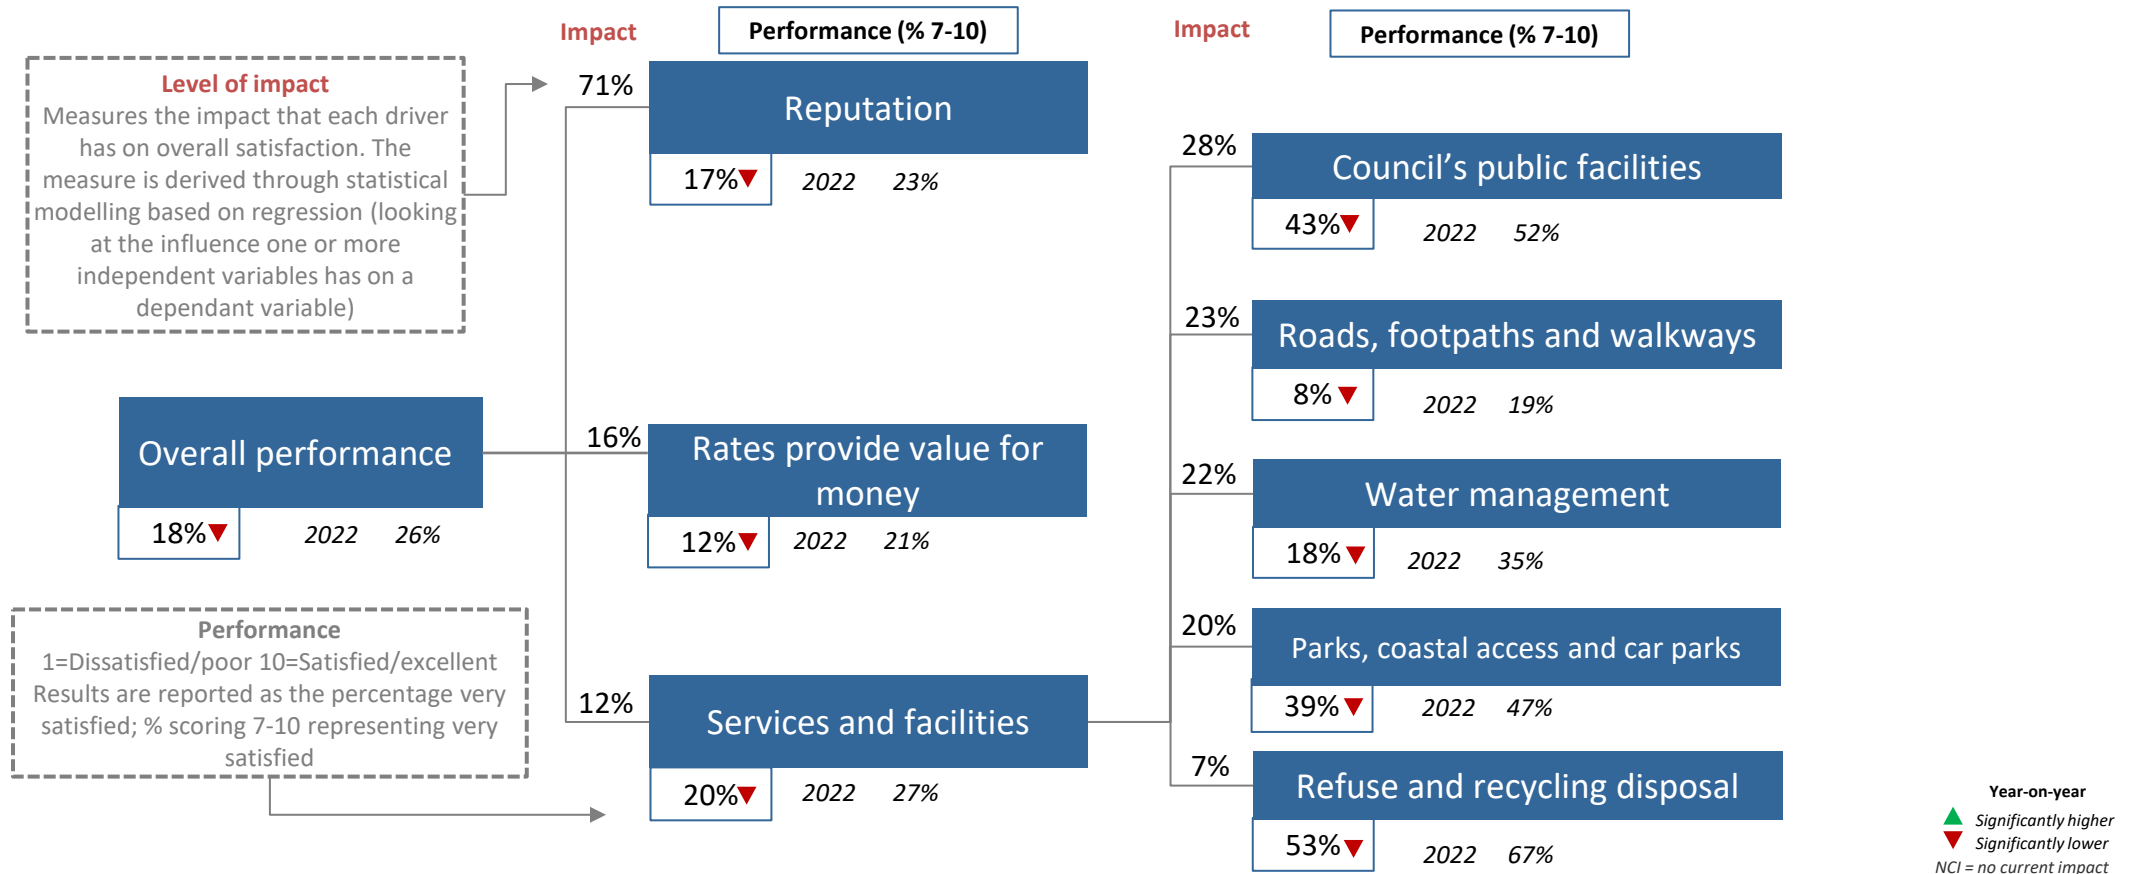 Impact
Performance (% 7-10)
Impact
Performance (% 7-10)
Level of impact
Measures the impact that each driver
has on overall satisfaction. The
measure is derived through statistical
modelling based on regression (looking
at the influence one or more
independent variables has on a
dependant variable)
71%
Reputation
17%
2022 23%
28%
Council’s public facilities
43%
2022 52%
23%
Roads, footpaths and walkways
8%
2022 19%
Overall performance
18%
2022 26%
16%
Rates provide value for
money
12%
2022 21%
22%
Water management
18%
2022 35%
Performance
1=Dissatisfied/poor 10=Satisfied/excellent
Results are reported as the percentage very
satisfied; % scoring 7-10 representing very
satisfied
12%
Services and facilities
20%
2022 27%
20%
Parks, coastal access and car parks
39%
2022 47%
7%
Refuse and recycling disposal
53%
2022 67%
Year-on-year
Significantly higher
Significantly lower
NCI = no current impact